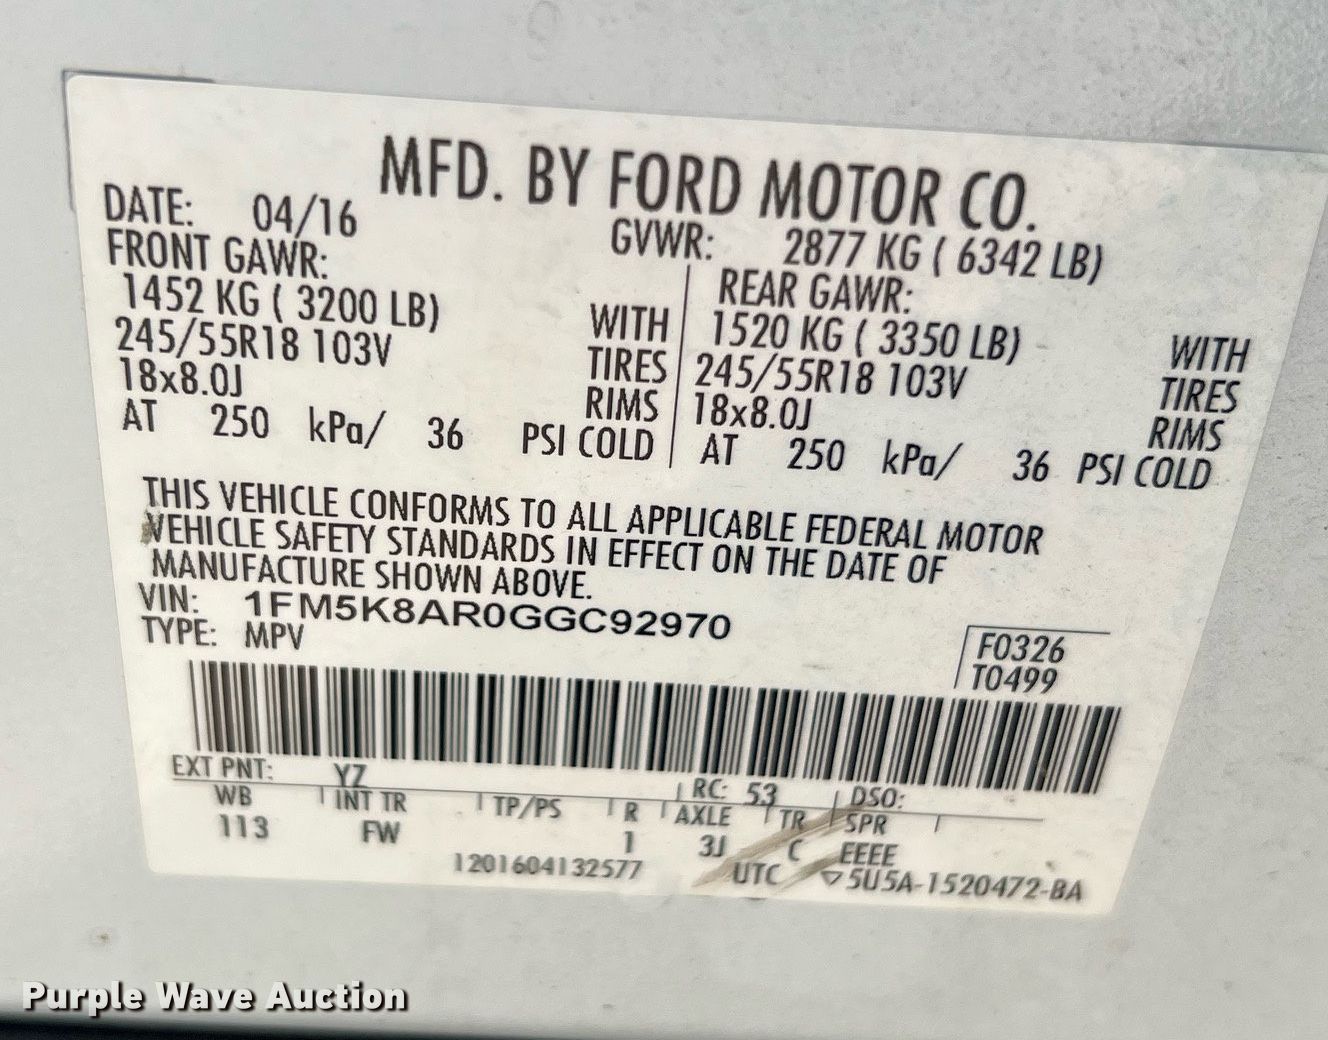 MFD. BY FORD MOTOR CO.
DATE: 04/16 GVWR: 2877 KG ( 6342 LB)
FRONT GAWR: REAR GAWR:
1452 KG ( 3200 LB) WITH 1520 KG ( 3350 LB) WITH
245/55R18 103V TIRES 245/55R18 103V TIRES
18x8.0J RIMS 18x8.0J RIMS
AT 250 kPa/ 36 PSI COLD AT 250 kPa/ 36 PSI COLD
THIS VEHICLE CONFORMS TO ALL APPLICABLE FEDERAL MOTOR
VEHICLE SAFETY STANDARDS IN EFFECT ON THE DATE OF
MANUFACTURE SHOWN ABOVE.
VIN: 1FM5K8AR0GGC92970
TYPE: MPV
F0326
T0499
EXT PNT: YZ RC: 53 DSO:
WB INT TR TP/PS R AXLE TR SPR
113 FW 1 3J C EEEE
1201604132577 UTC ▽5U5A-1520472-BA
Purple Wave Auction